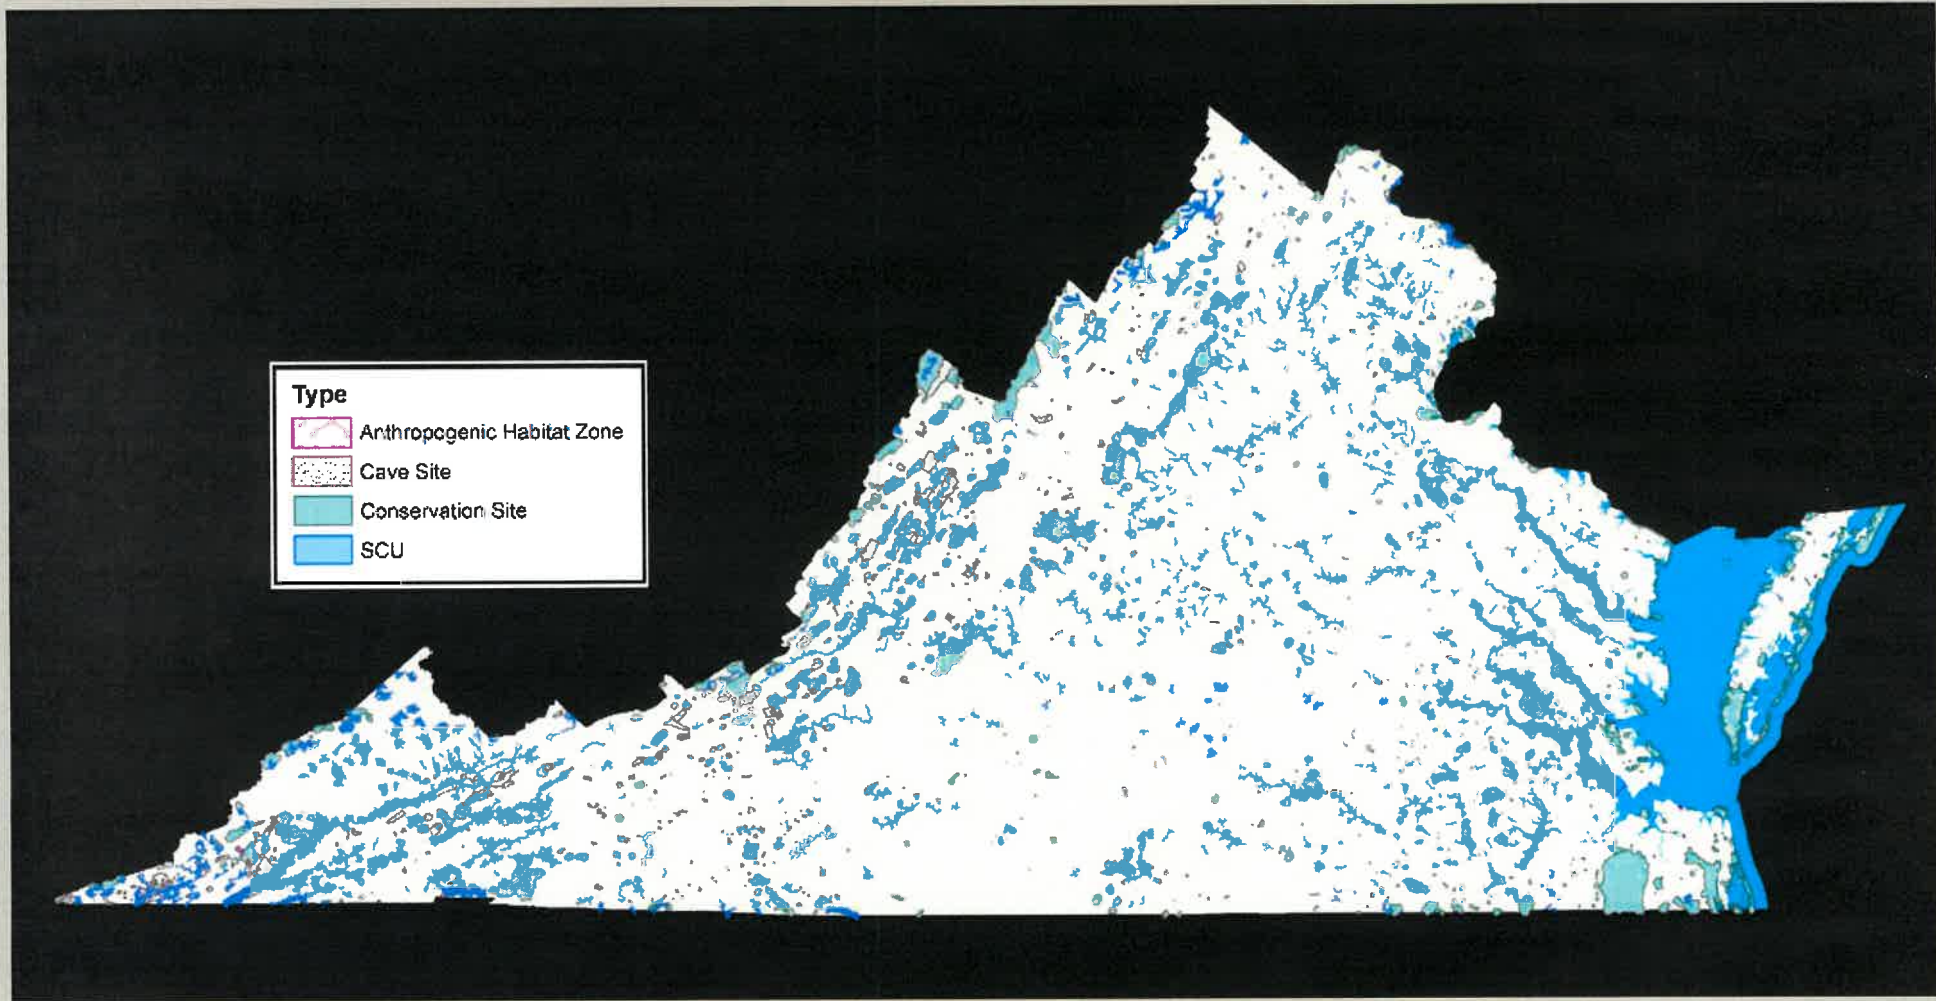 Type
Anthropogenic Habitat Zone
Cave Site
Conservation Site
SCU